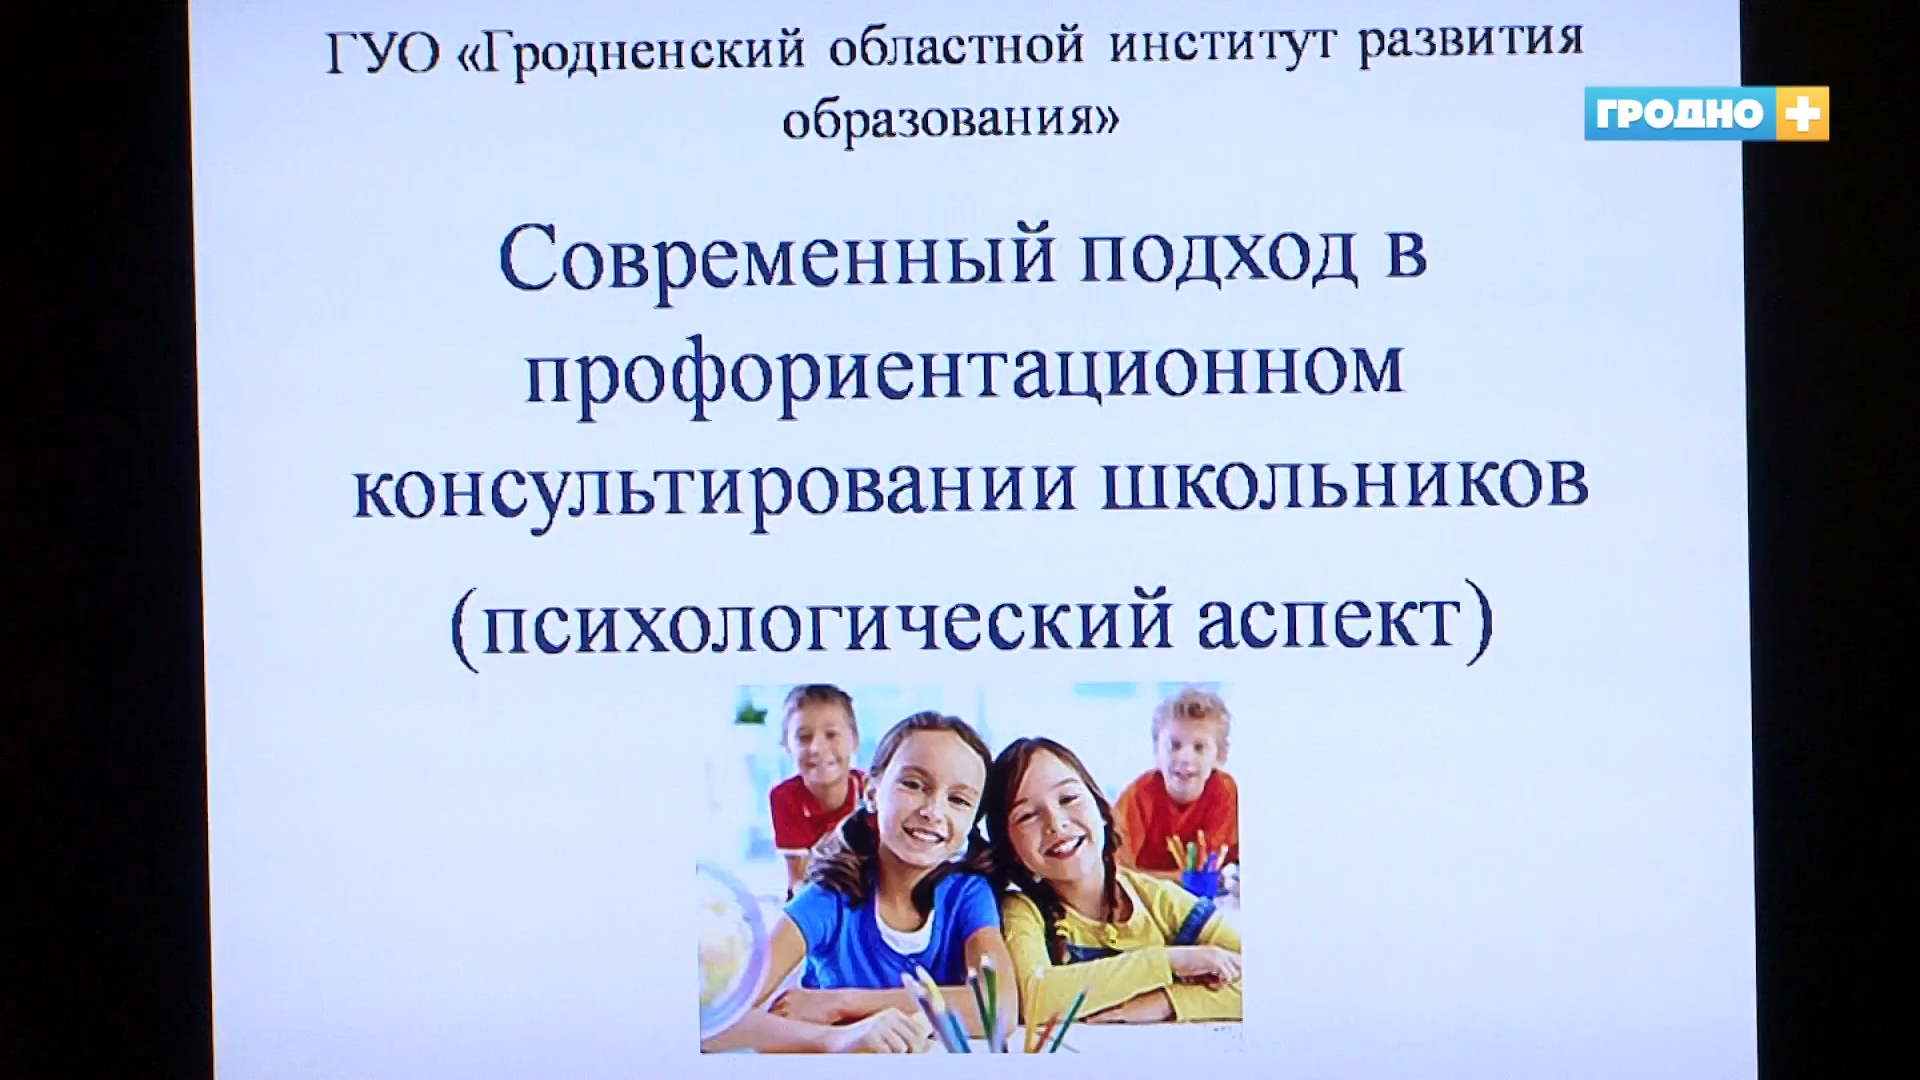 ГУО «Гродненский областной институт развития
образования»
ГРОДНО +
Современный подход в
профориентационном
консультировании школьников
(психологический аспект)